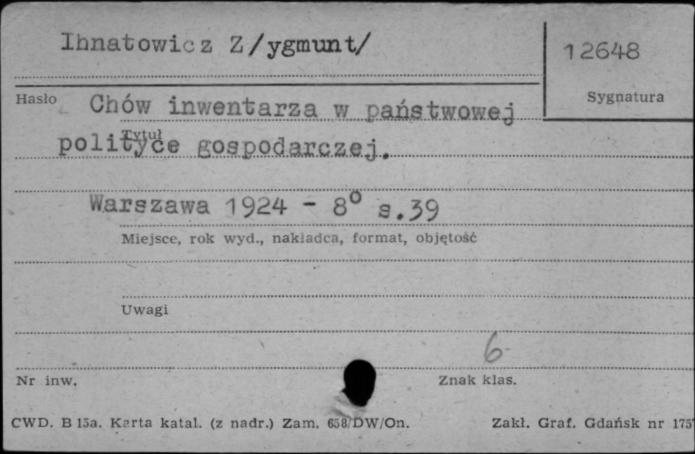 Ihnatowicz Z/ygmunt/
12648
Hasło
Sygnatura
Chów inwentarza w państwowej
Tytuł
polityce gospodarczej.
Warszawa 1924 - 8° s.39
Miejsce, rok wyd., nakładca, format, objętość
Uwagi
6
Nr inw.
Znak klas.
CWD. B 15a. Karta katal. (z nadr.) Zam. 658/DW/On.
Zakł. Graf. Gdańsk nr 175